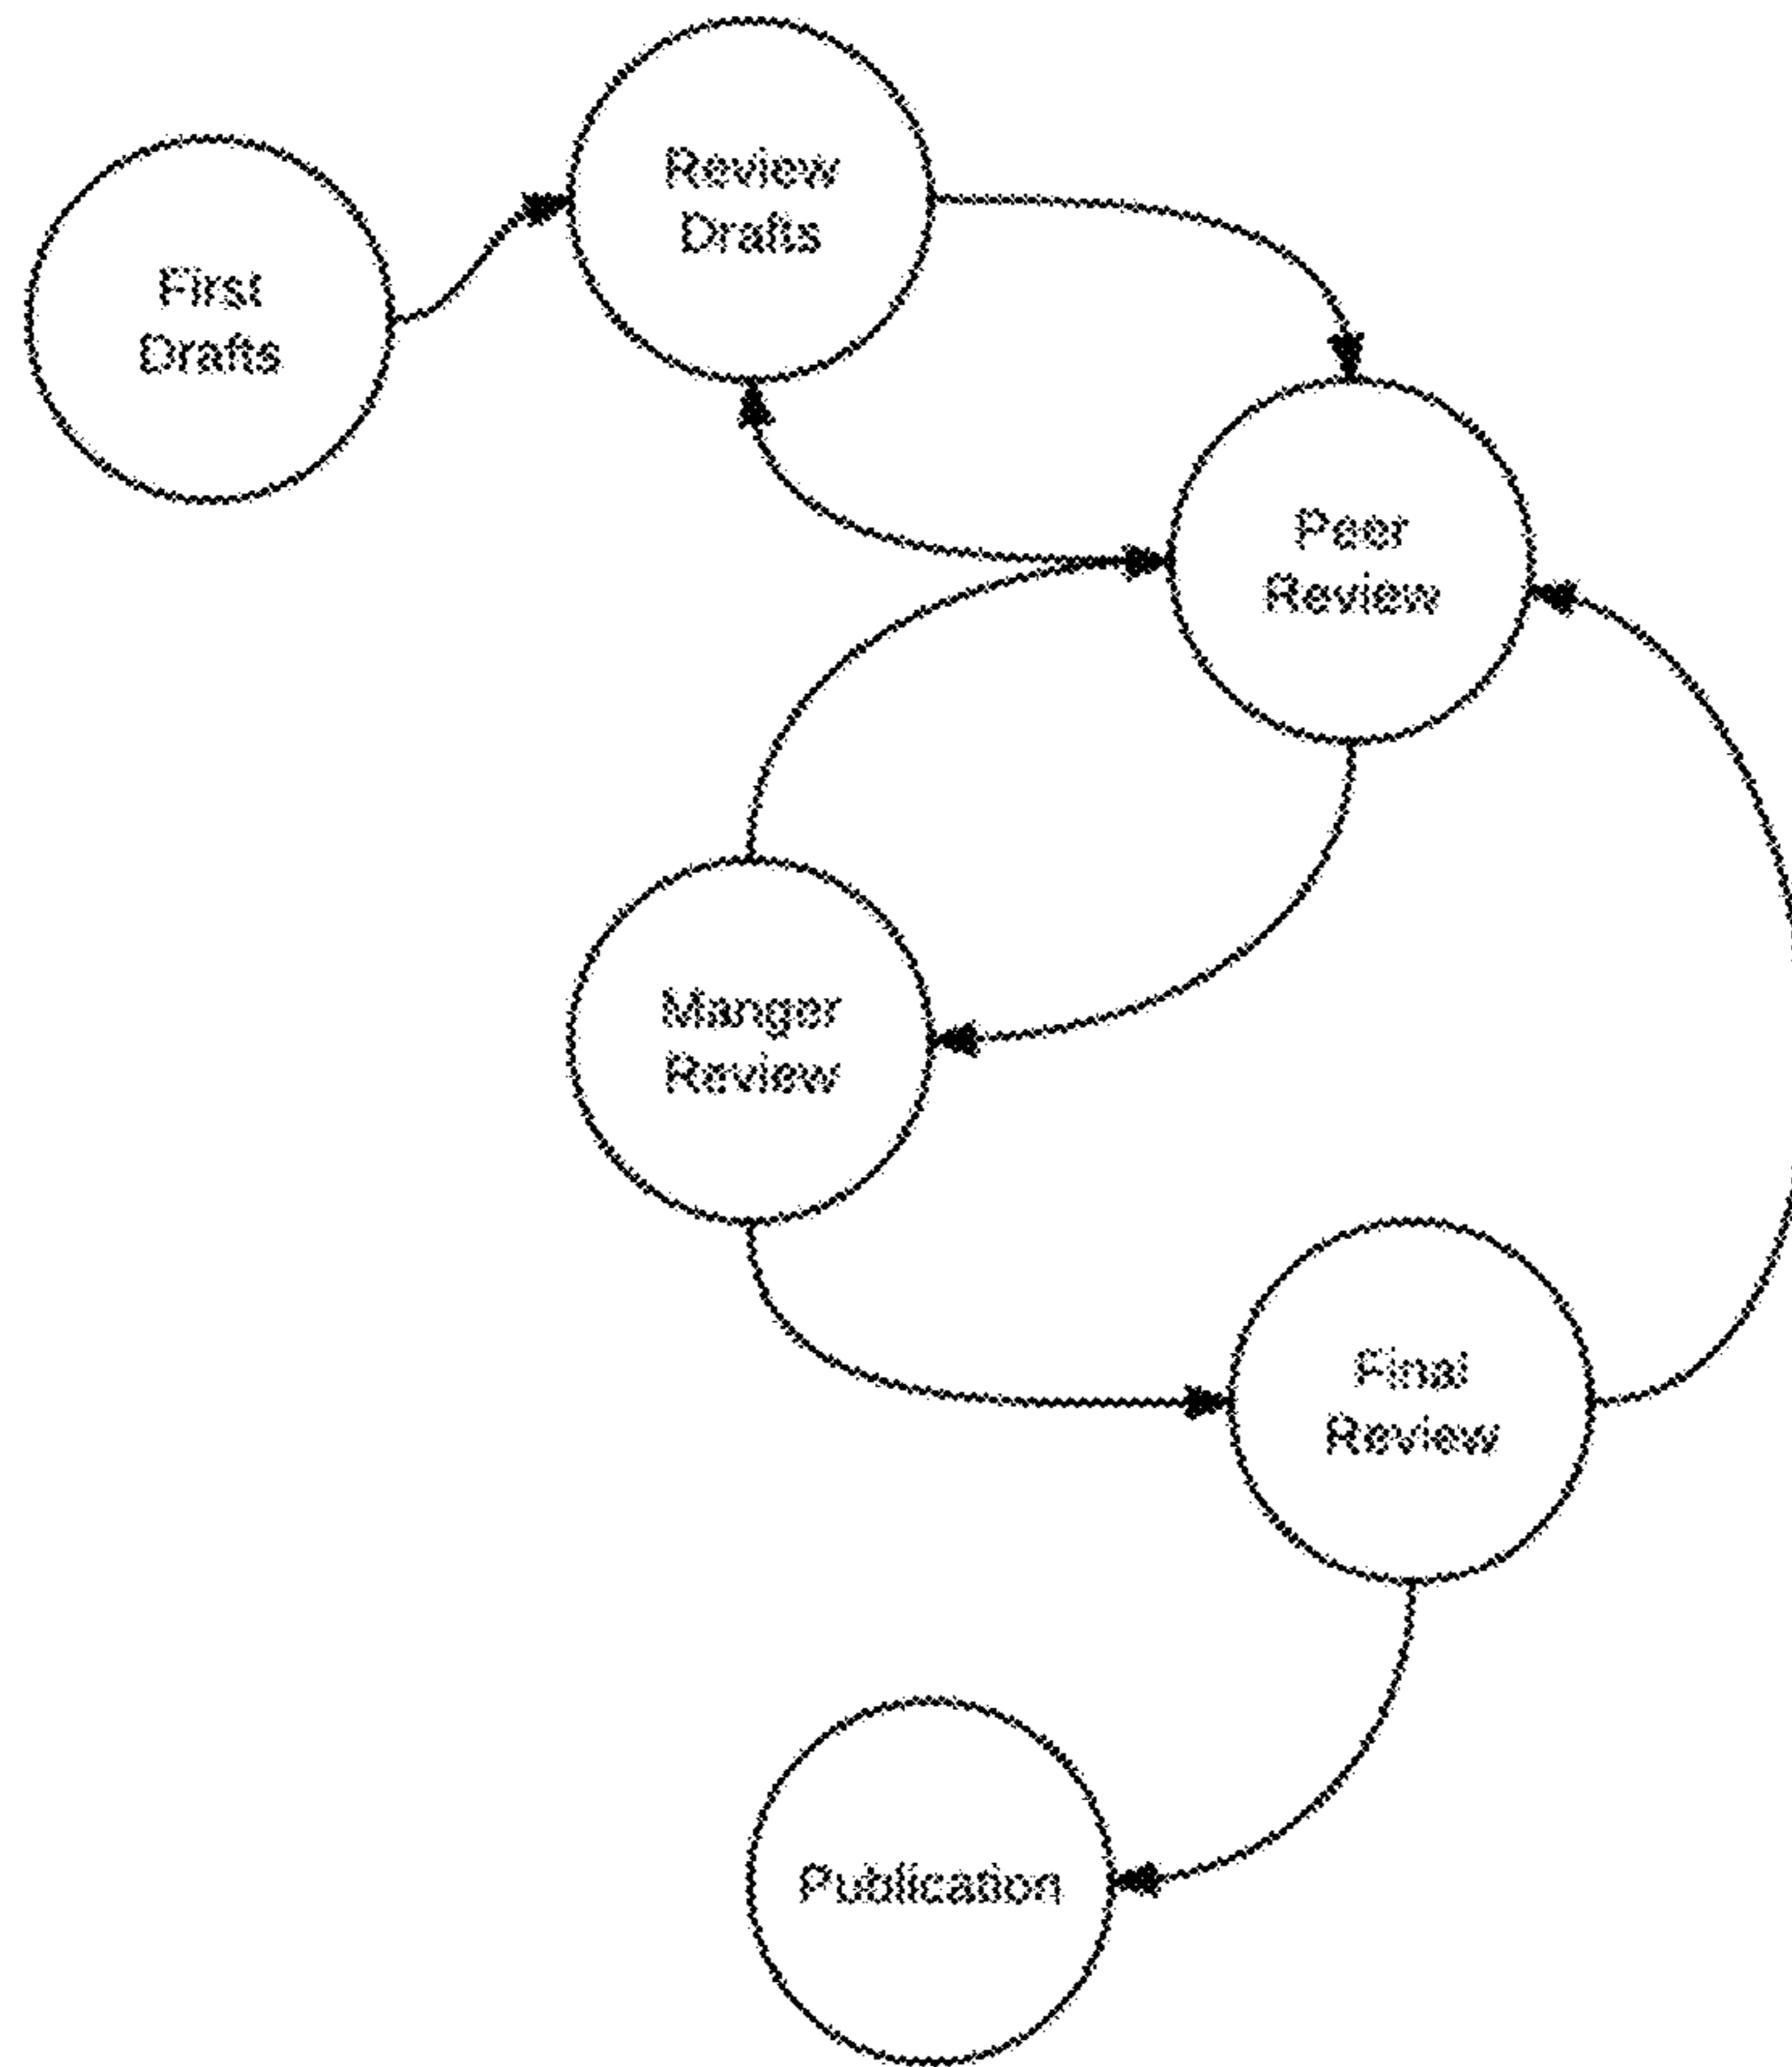 Review
Drafts
First
Drafts
Peer
Review
Manger
Review
Final
Review
Publication